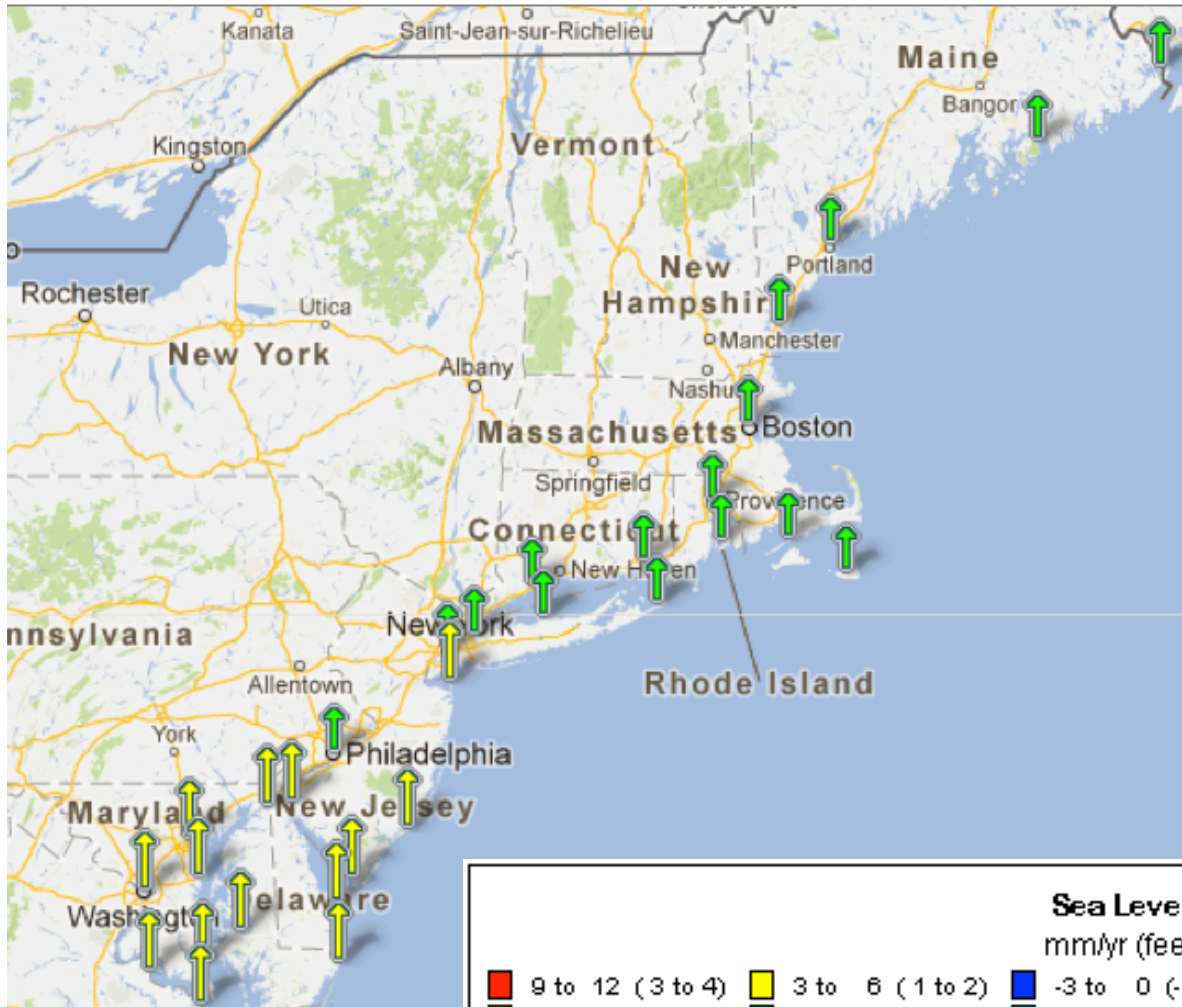 Kanata
Saint-Jean-sur-Richelieu
Maine
Bangor
Vermont
Kingston
Portland
New
Hampshir
Rochester
Utica
Manchester
New York
Albany
Nashu
Massachusetts
Boston
Springfield
Providence
Connecticut
New Haven
New York
nnsylvania
Rhode Island
Allentown
York
Philadelphia
Maryland
New Jersey
Delaware
Washington
Sea Leve
mm/yr (fee
9 to 12 ( 3 to 4) 3 to 6 ( 1 to 2) -3 to 0 (-